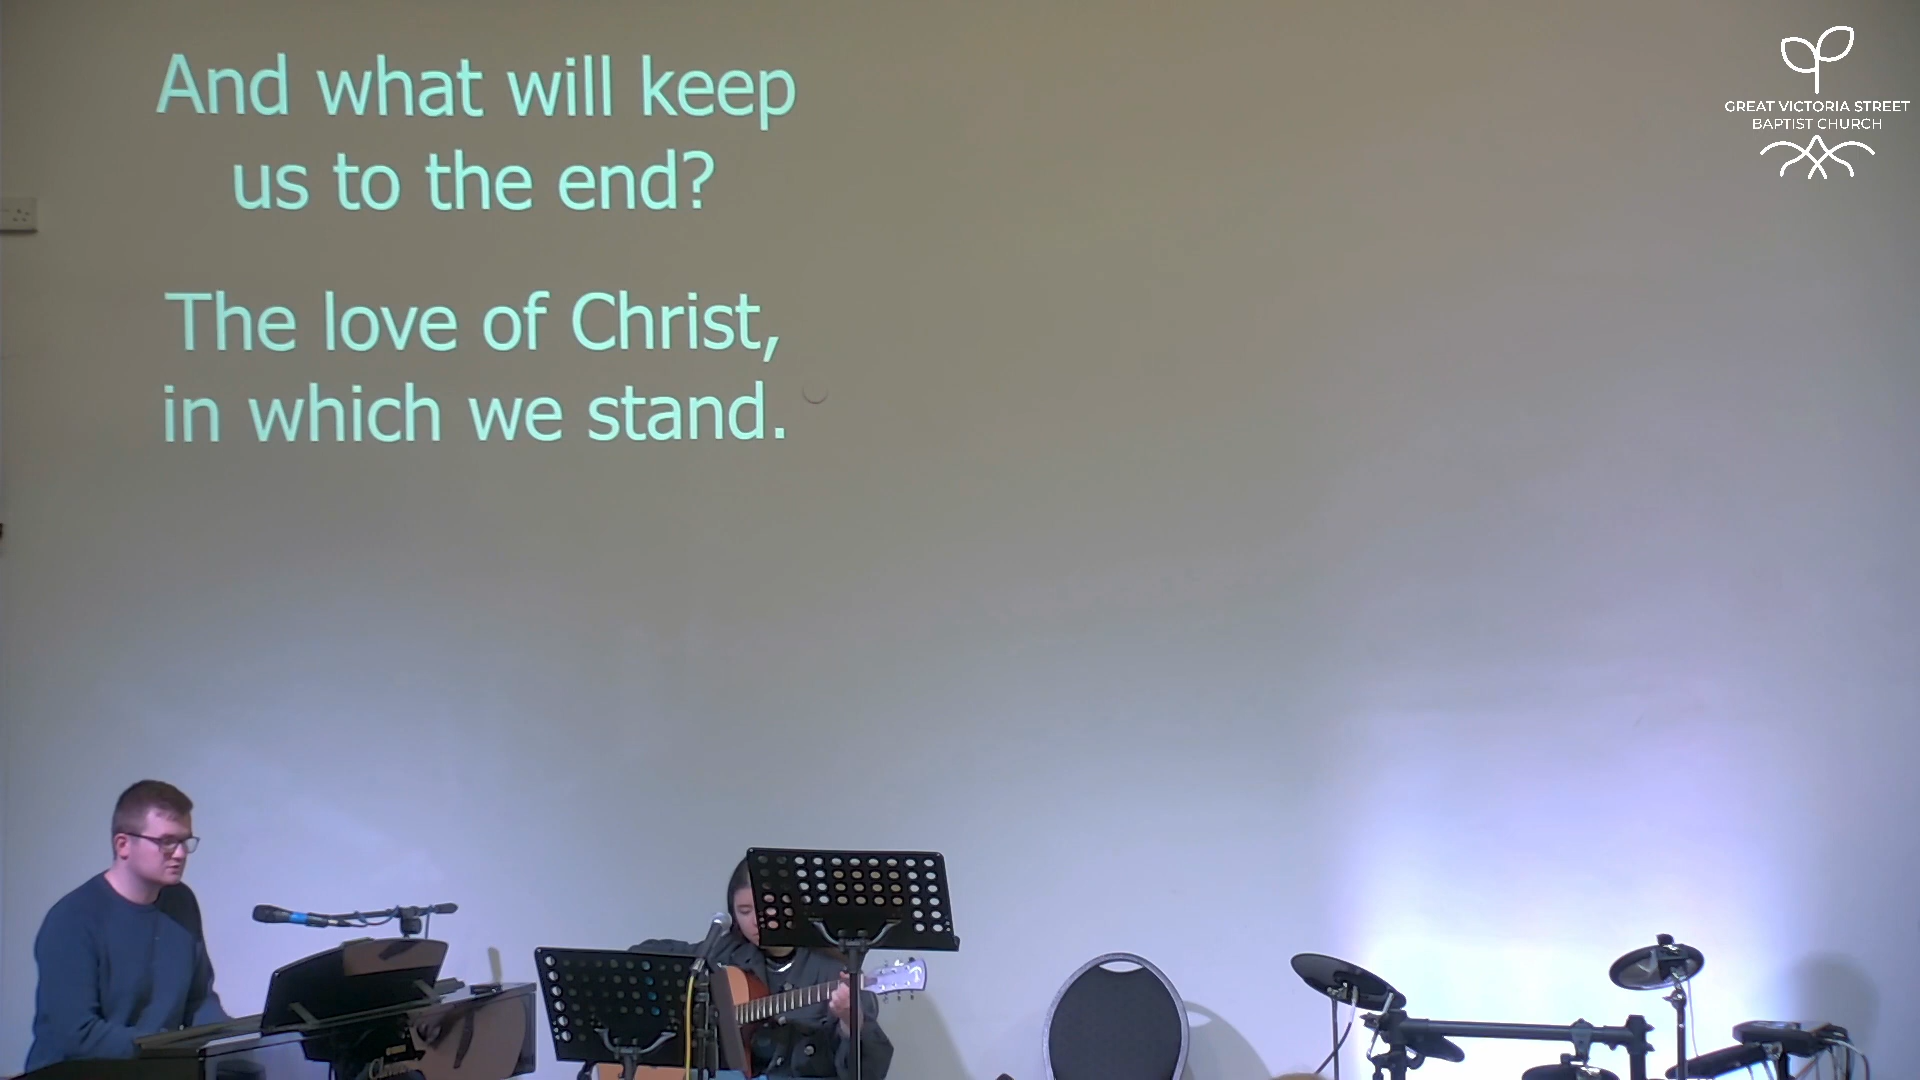 And what will keep
us to the end?
The love of Christ,
in which we stand.
GREAT VICTORIA STREET
BAPTIST CHURCH